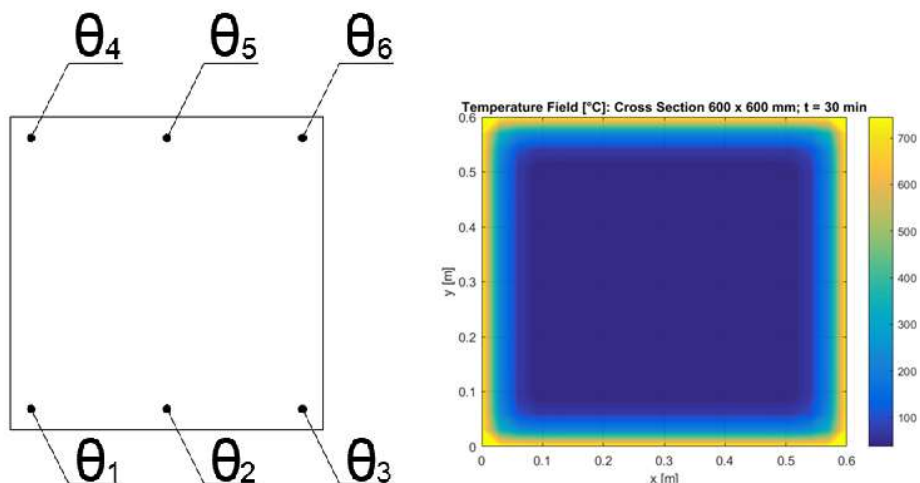 θ4 θ5 θ6
θ1 θ2 θ3
Temperature Field [°C]: Cross Section 600 x 600 mm; t = 30 min
0.6
0.5
0.4
0.3
0.2
0.1
0
y [m]
0 0.1 0.2 0.3 0.4 0.5 0.6
x [m]
700
600
500
400
300
200
100